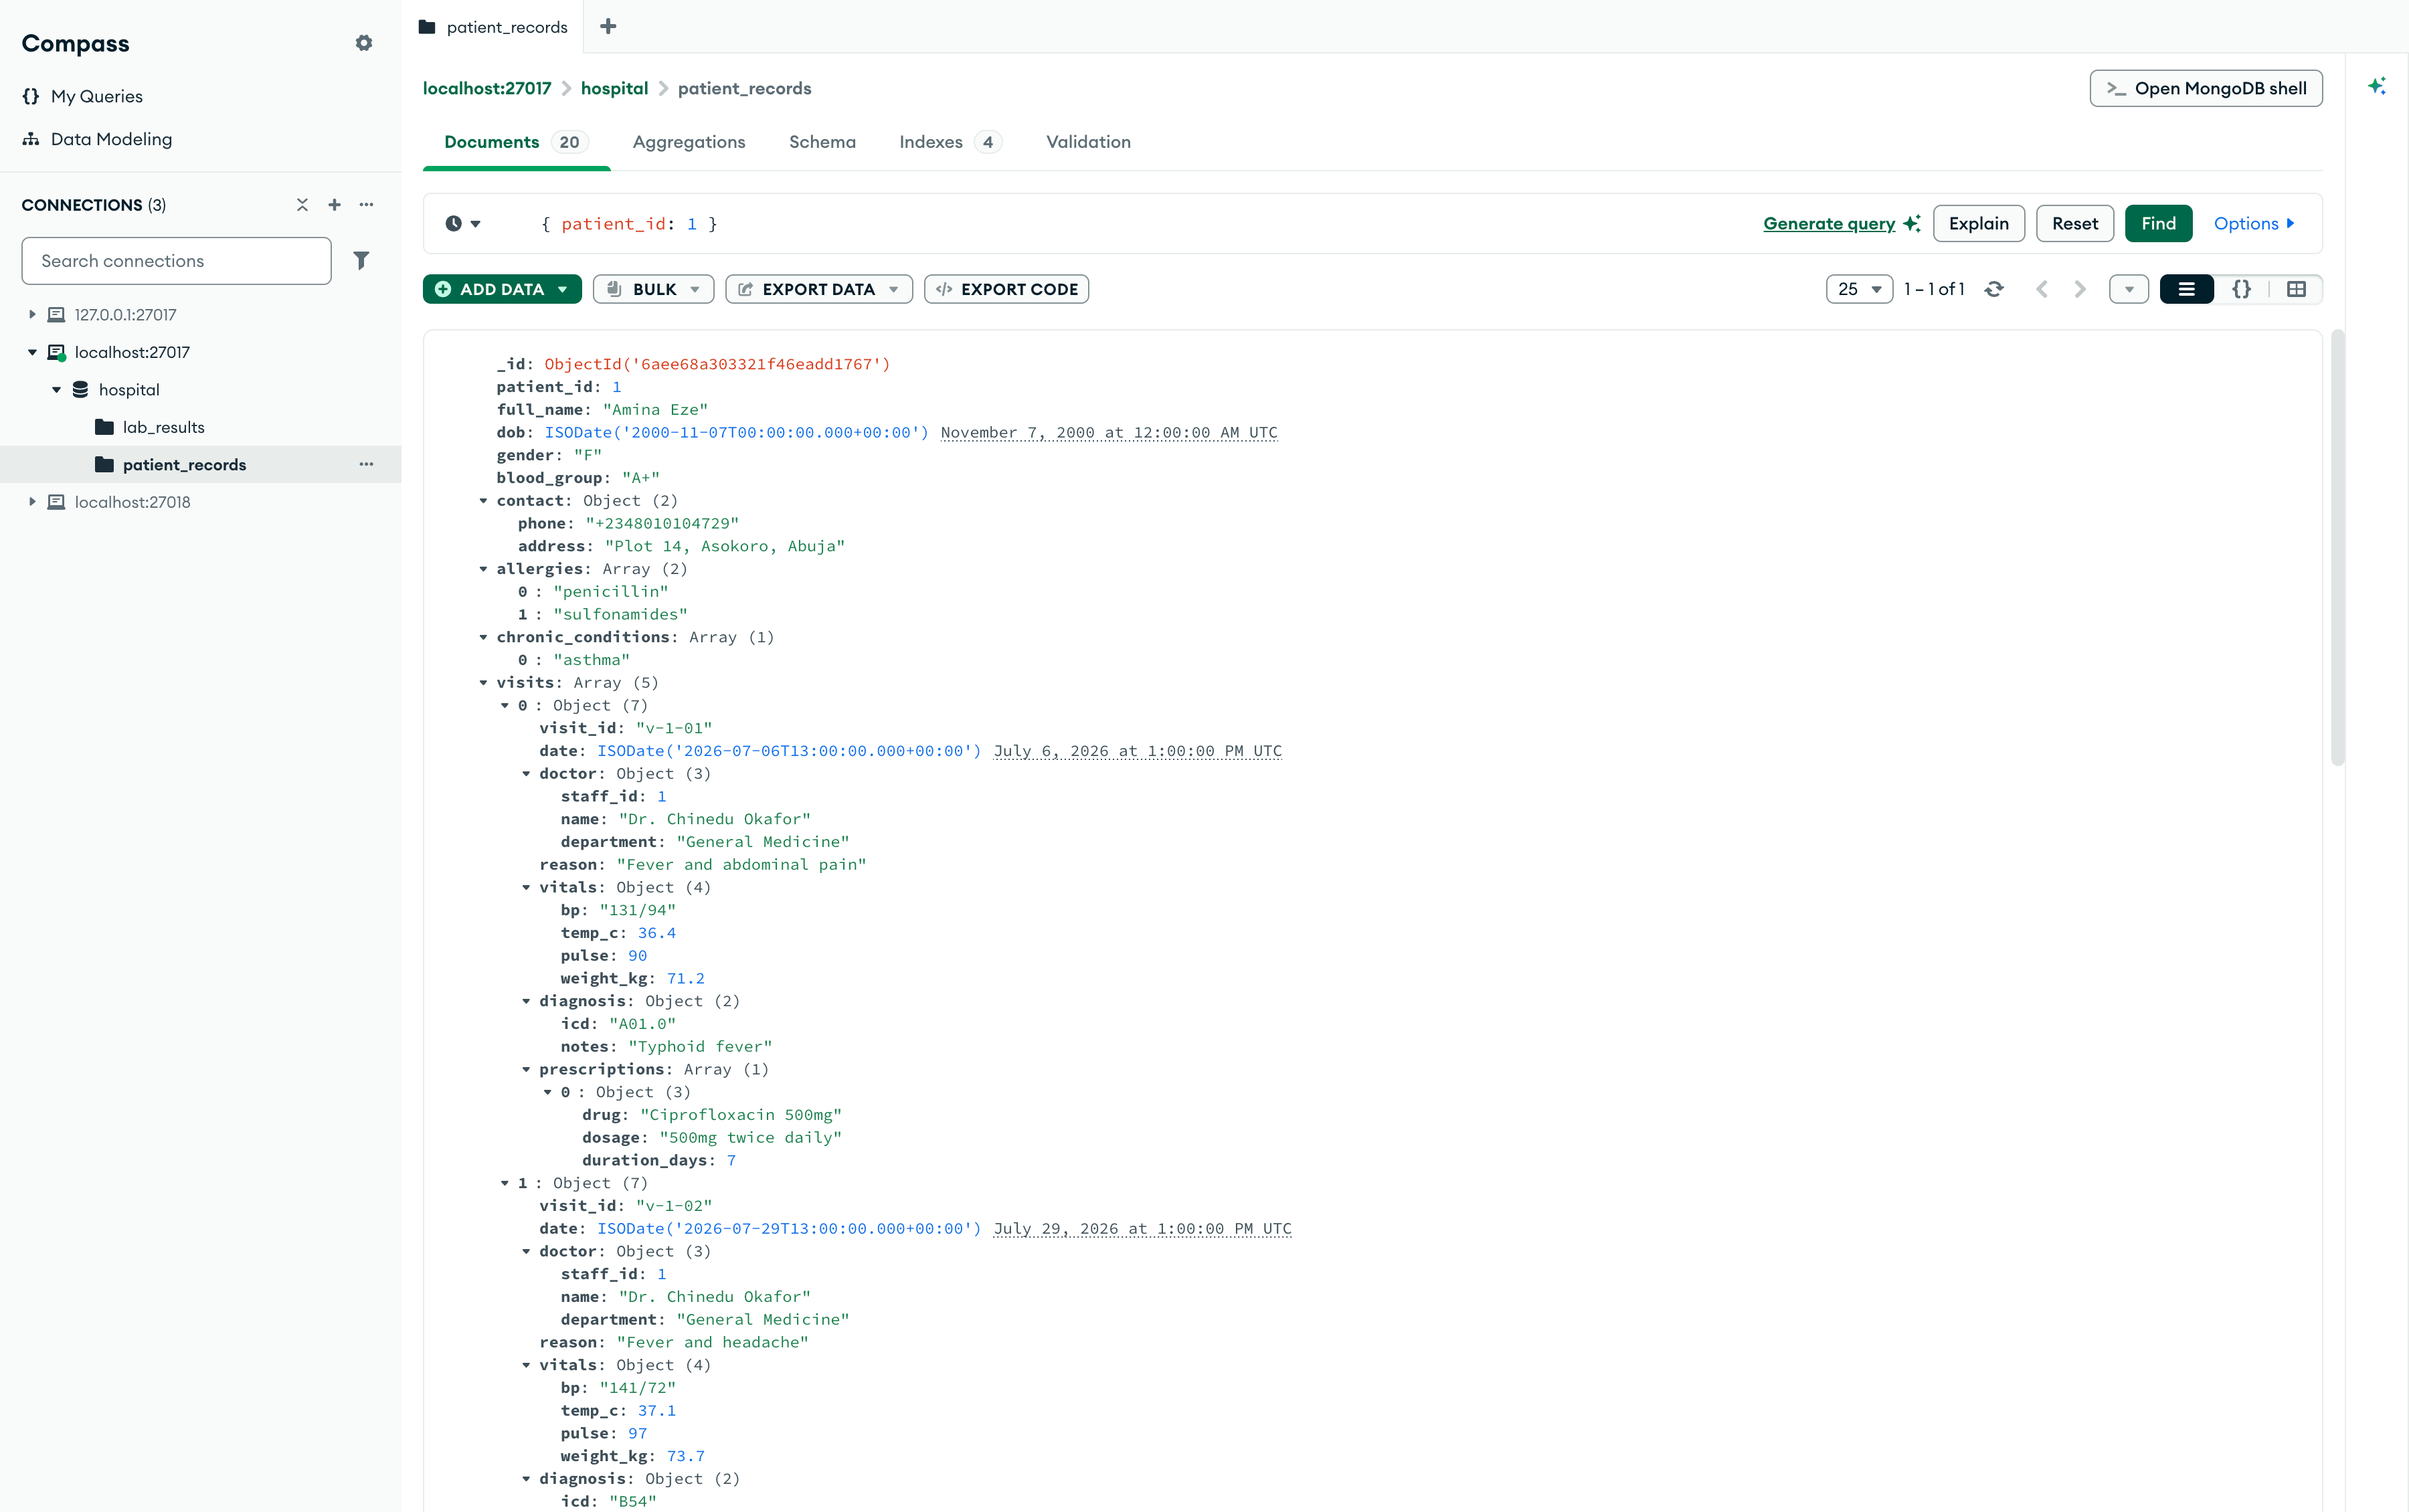 Compass
My Queries
Data Modeling
CONNECTIONS (3)
Search connections
127.0.0.1:27017
localhost:27017
hospital
lab_results
patient_records
localhost:27018
patient_records
localhost:27017 hospital patient_records
>_ Open MongoDB shell
Documents 20 Aggregations Schema Indexes 4 Validation
{ patient_id: 1 }
Generate query Explain Reset Find Options
ADD DATA BULK EXPORT DATA </> EXPORT CODE
25 1 – 1 of 1 {}
_id: ObjectId('6aee68a303321f46eadd1767')
patient_id: 1
full_name: "Amina Eze"
dob: ISODate('2000-11-07T00:00:00.000+00:00') November 7, 2000 at 12:00:00 AM UTC
gender: "F"
blood_group: "A+"
contact: Object (2)
phone: "+2348010104729"
address: "Plot 14, Asokoro, Abuja"
allergies: Array (2)
0 : "penicillin"
1 : "sulfonamides"
chronic_conditions: Array (1)
0 : "asthma"
visits: Array (5)
0 : Object (7)
visit_id: "v-1-01"
date: ISODate('2026-07-06T13:00:00.000+00:00') July 6, 2026 at 1:00:00 PM UTC
doctor: Object (3)
staff_id: 1
name: "Dr. Chinedu Okafor"
department: "General Medicine"
reason: "Fever and abdominal pain"
vitals: Object (4)
bp: "131/94"
temp_c: 36.4
pulse: 90
weight_kg: 71.2
diagnosis: Object (2)
icd: "A01.0"
notes: "Typhoid fever"
prescriptions: Array (1)
0 : Object (3)
drug: "Ciprofloxacin 500mg"
dosage: "500mg twice daily"
duration_days: 7
1 : Object (7)
visit_id: "v-1-02"
date: ISODate('2026-07-29T13:00:00.000+00:00') July 29, 2026 at 1:00:00 PM UTC
doctor: Object (3)
staff_id: 1
name: "Dr. Chinedu Okafor"
department: "General Medicine"
reason: "Fever and headache"
vitals: Object (4)
bp: "141/72"
temp_c: 37.1
pulse: 97
weight_kg: 73.7
diagnosis: Object (2)
icd: "B54"